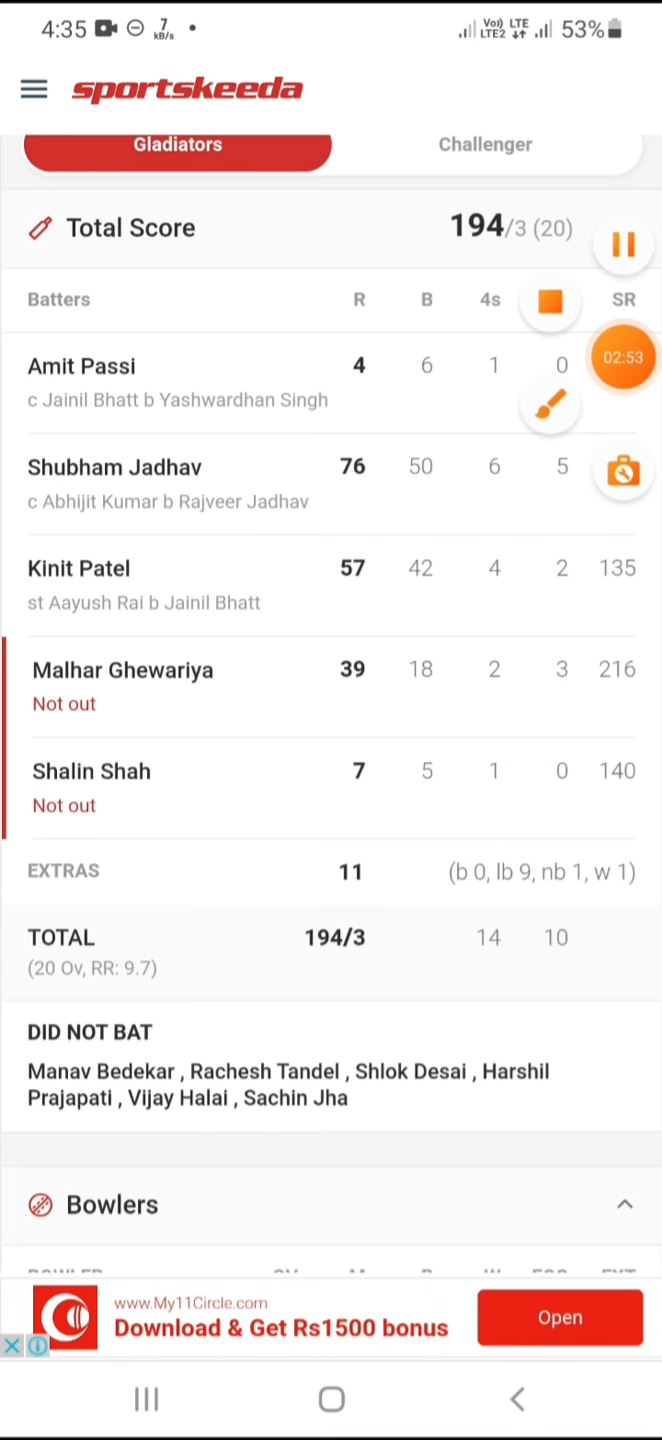 4:35 7 kB/s Vo)) LTE LTE2 53%
sportskeeda
Gladiators Challenger
Total Score 194/3 (20)
Batters R B 4s SR
Amit Passi 4 6 1 0 02:53
c Jainil Bhatt b Yashwardhan Singh
Shubham Jadhav 76 50 6 5
c Abhijit Kumar b Rajveer Jadhav
Kinit Patel 57 42 4 2 135
st Aayush Rai b Jainil Bhatt
Malhar Ghewariya 39 18 2 3 216
Not out
Shalin Shah 7 5 1 0 140
Not out
EXTRAS 11 (b 0, lb 9, nb 1, w 1)
TOTAL 194/3 14 10
(20 Ov, RR: 9.7)
DID NOT BAT
Manav Bedekar , Rachesh Tandel , Shlok Desai , Harshil
Prajapati , Vijay Halai , Sachin Jha
Bowlers
www.My11Circle.com
Download & Get Rs1500 bonus
Open